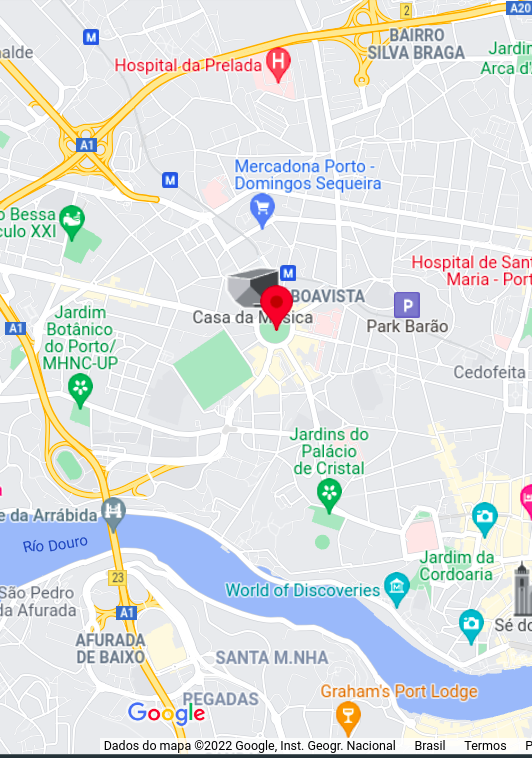 2
A20
BAIRRO
SILVA BRAGA
M
alde
Hospital da Prelada
H
Jardim
Arca d'
A1
M
Mercadona Porto -
Domingos Sequeira
o Bessa
culo XXI
Hospital de San
Maria - Port
M
BOAVISTA
P
Casa da Música
Park Barão
Jardim
Botânico
do Porto/
MHNC-UP
A1
Cedofeita
Jardins do
Palácio
de Cristal
e da Arrábida
Río Douro
Jardim da
Cordoaria
23
São Pedro
da Afurada
World of Discoveries
A1
Sé do
AFURADA
DE BAIXO
SANTA M.NHA
PEGADAS
Graham's Port Lodge
Google
Dados do mapa ©2022 Google, Inst. Geogr. Nacional Brasil Termos P